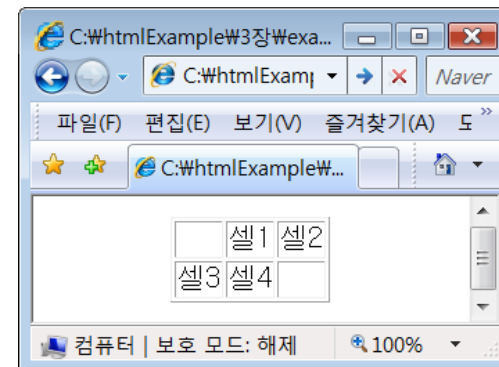 C:₩htmlExample₩3장₩exa...
C:₩htmlExamp
Naver
파일(F) 편집(E) 보기(V) 즐겨찾기(A) 도 »
C:₩htmlExample₩...
셀1 셀2
셀3 셀4
컴퓨터 | 보호 모드: 해제 100%